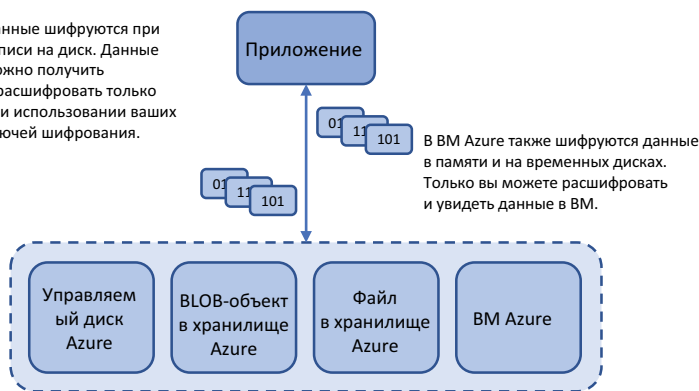 анные шифруются при
писи на диск. Данные
ожно получить
расшифровать только
и использовании ваших
ючей шифрования.
Приложение
01
11
101
В ВМ Azure также шифруются данные
в памяти и на временных дисках.
Только вы можете расшифровать
и увидеть данные в ВМ.
01
11
101
Управляем
ый диск
Azure
BLOB-объект
в хранилище
Azure
Файл
в хранилище
Azure
ВМ Azure